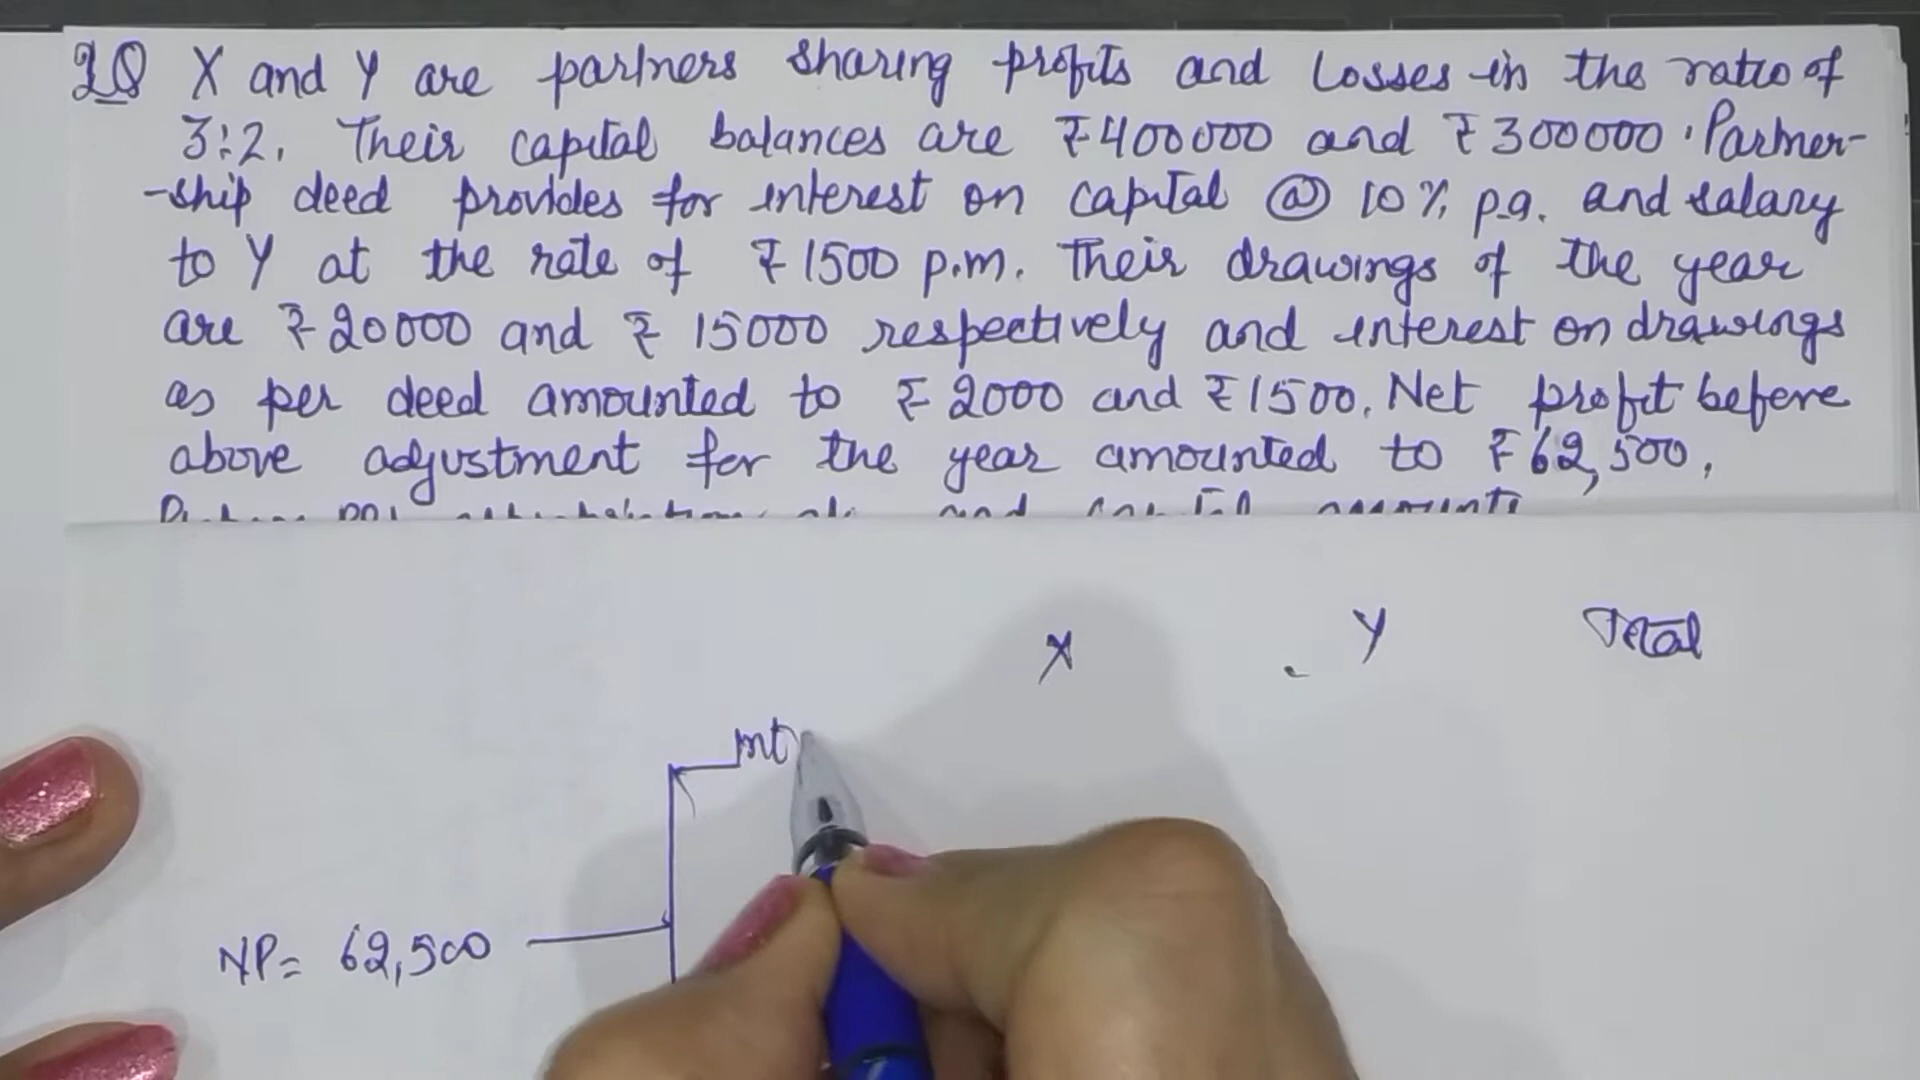 2Q X and Y are partners sharing profits and Losses in the ratio of
3:2. Their capital balances are ₹400000 and ₹300000. Partner-
-ship deed provides for interest on capital @ 10% p.a. and salary
to Y at the rate of ₹1500 p.m. Their drawings of the year
are ₹20000 and ₹ 15000 respectively and interest on drawings
as per deed amounted to ₹2000 and ₹1500. Net profit before
above adjustment for the year amounted to ₹62,500.
and capital
X Y Total
int
NP= 62,500